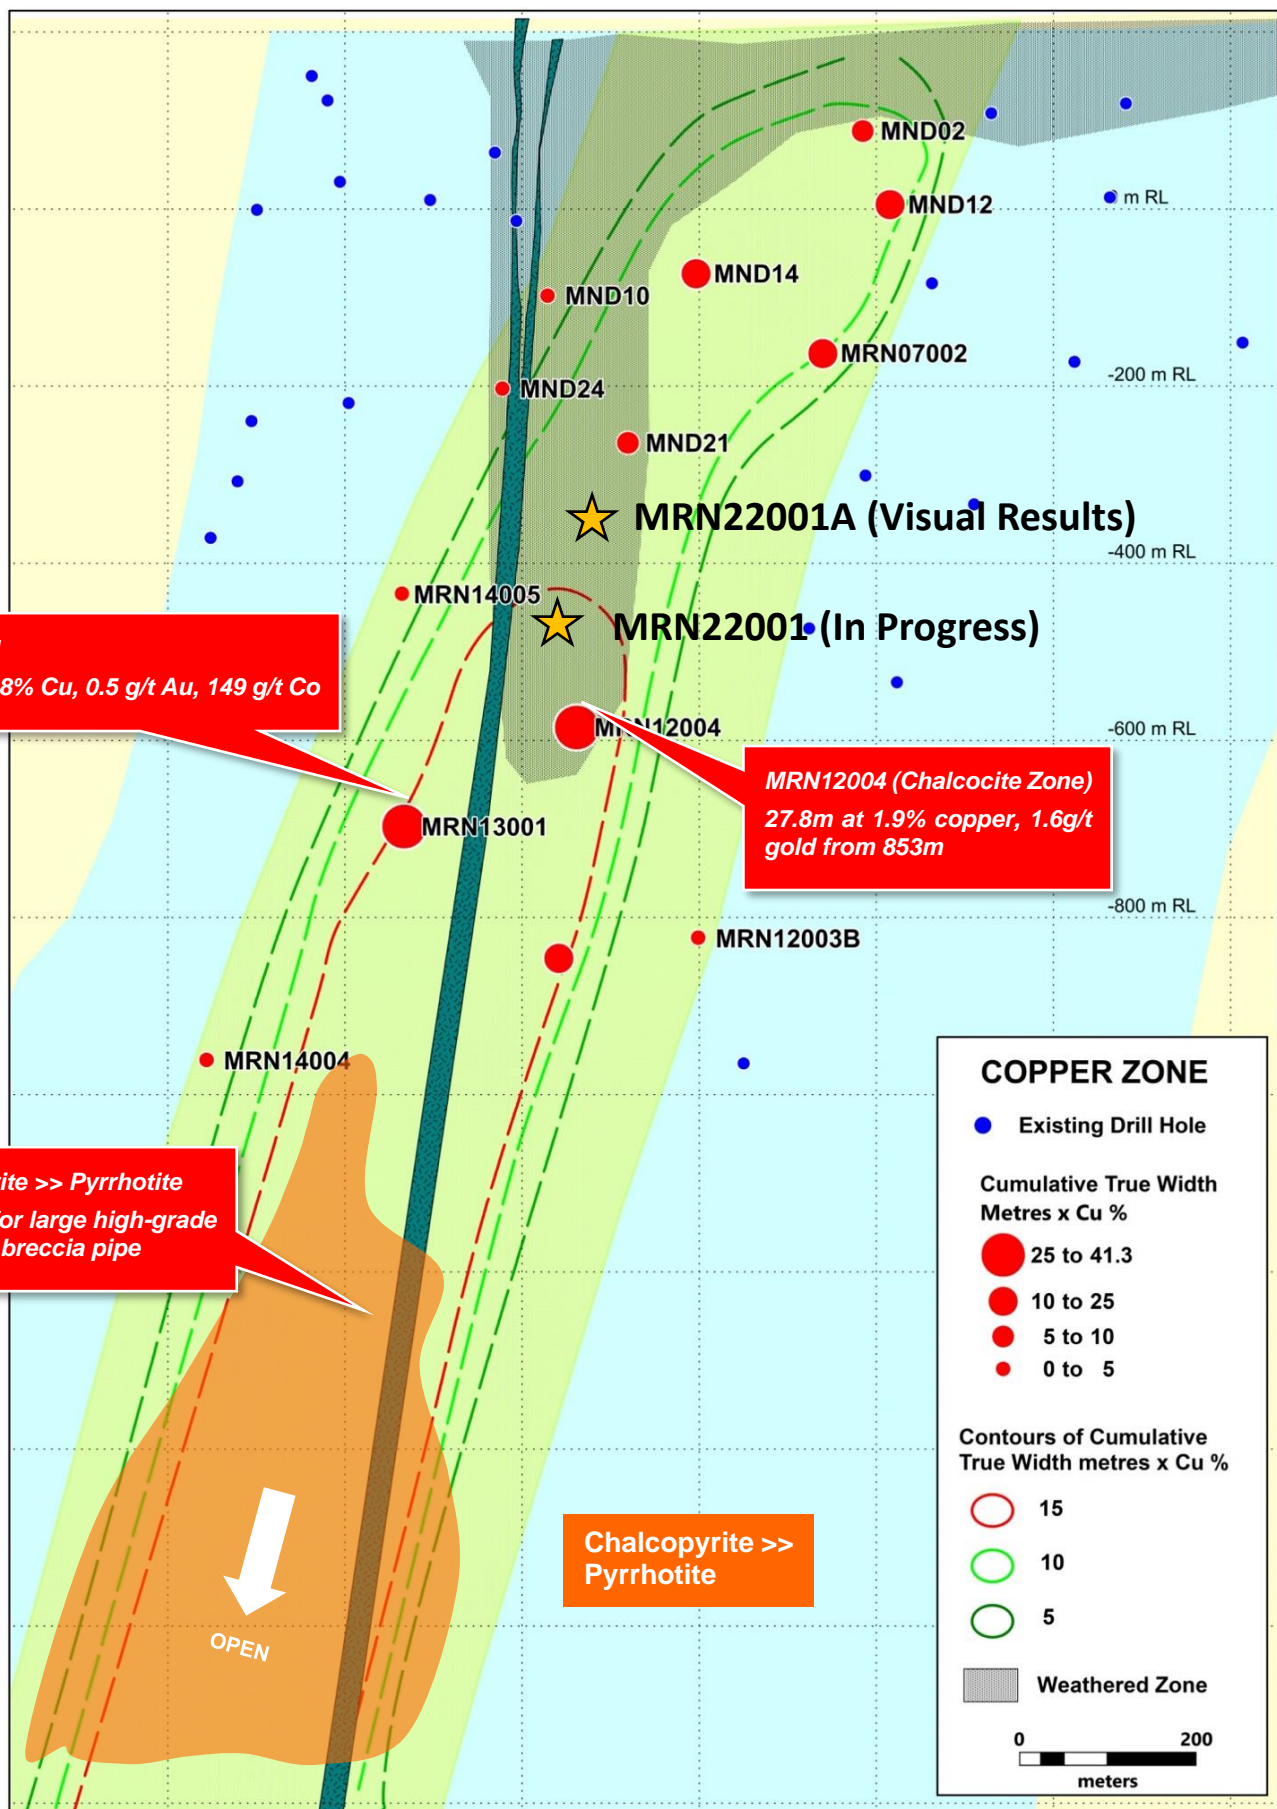 MND02
0 m RL
MND12
MND14
MND10
MRN07002
-200 m RL
MND24
MND21
MRN22001A (Visual Results)
-400 m RL
MRN14005
MRN22001 (In Progress)
8% Cu, 0.5 g/t Au, 149 g/t Co
MRN12004
-600 m RL
MRN12004 (Chalcocite Zone)
27.8m at 1.9% copper, 1.6g/t
gold from 853m
MRN13001
-800 m RL
MRN12003B
MRN14004
ite >> Pyrrhotite
or large high-grade
breccia pipe
Chalcopyrite >>
Pyrrhotite
OPEN
COPPER ZONE
Existing Drill Hole
Cumulative True Width
Metres x Cu %
25 to 41.3
10 to 25
5 to 10
0 to 5
Contours of Cumulative
True Width metres x Cu %
15
10
5
Weathered Zone
0 200
meters